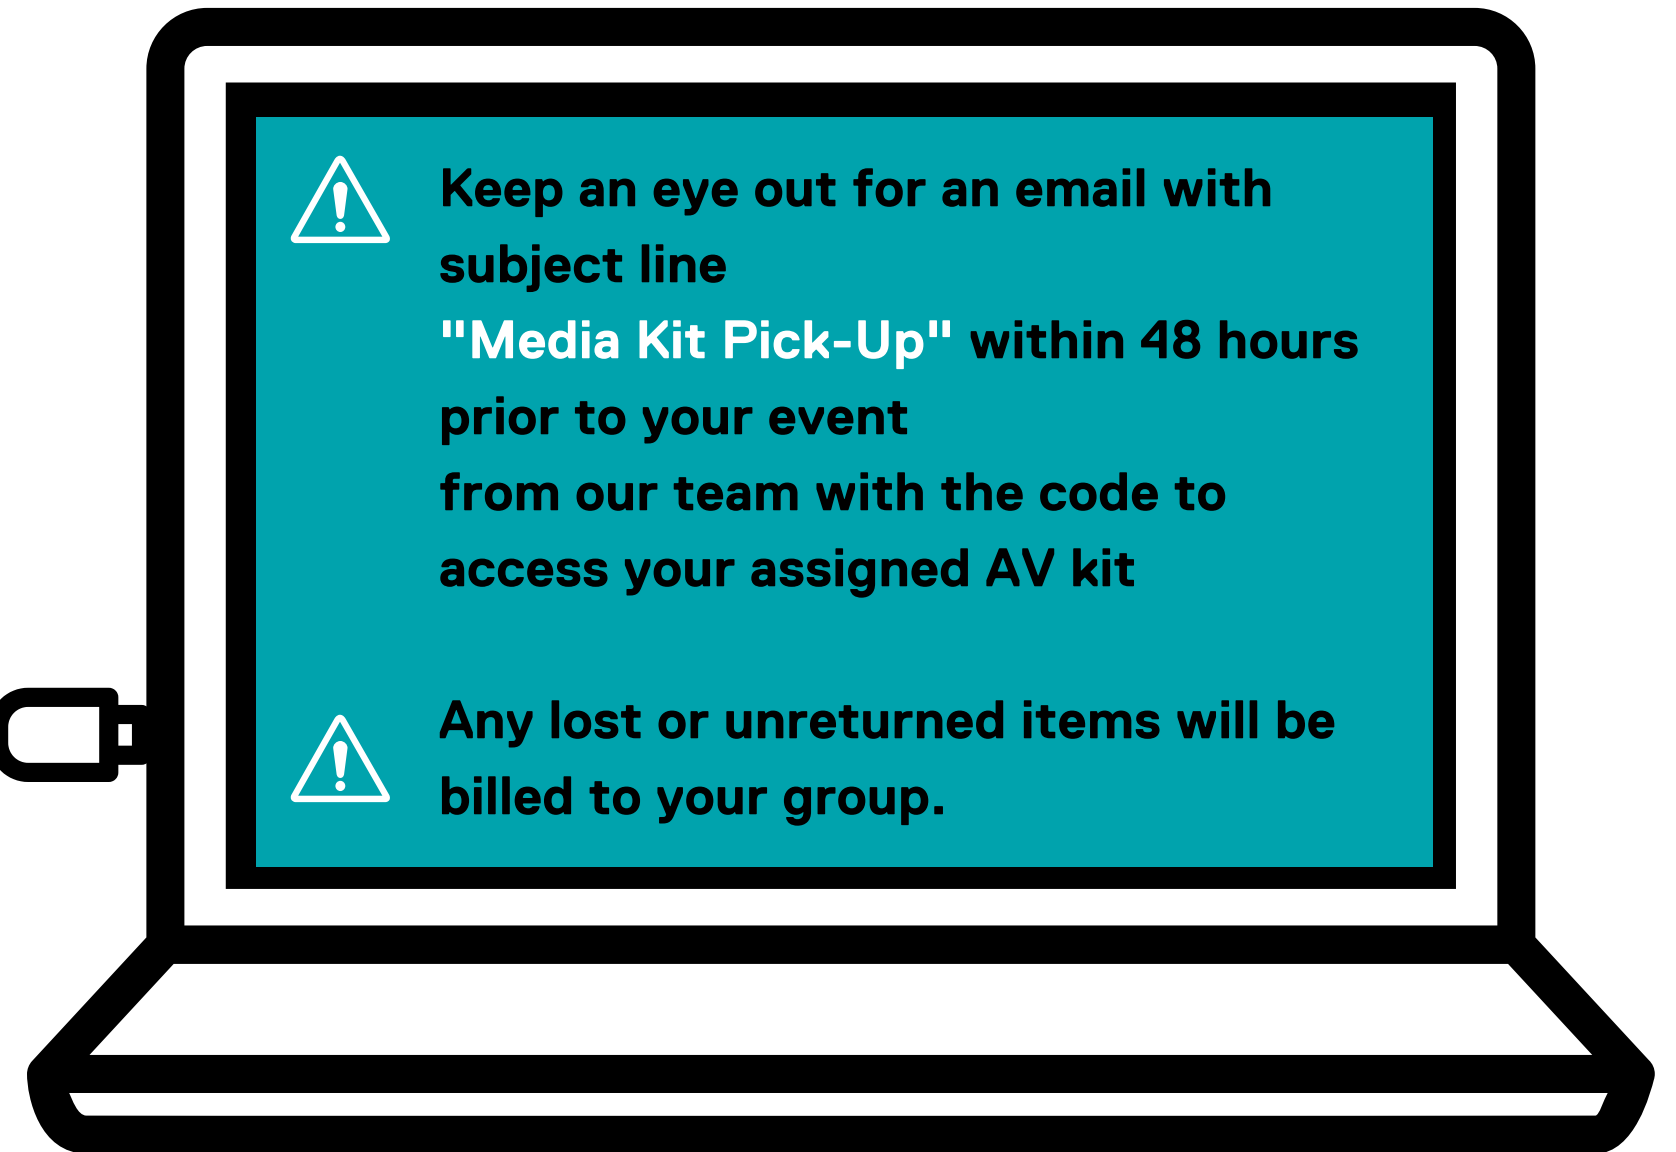 Keep an eye out for an email with
subject line
"Media Kit Pick-Up" within 48 hours
prior to your event
from our team with the code to
access your assigned AV kit
Any lost or unreturned items will be
billed to your group.